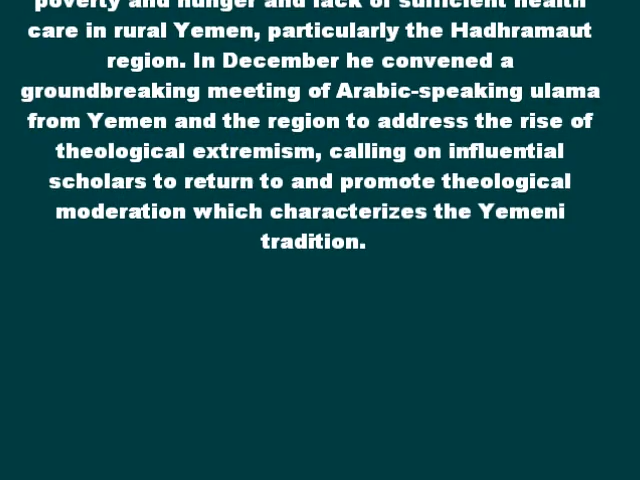 poverty and hunger and lack of sufficient health
care in rural Yemen, particularly the Hadhramaut
region. In December he convened a
groundbreaking meeting of Arabic-speaking ulama
from Yemen and the region to address the rise of
theological extremism, calling on influential
scholars to return to and promote theological
moderation which characterizes the Yemeni
tradition.